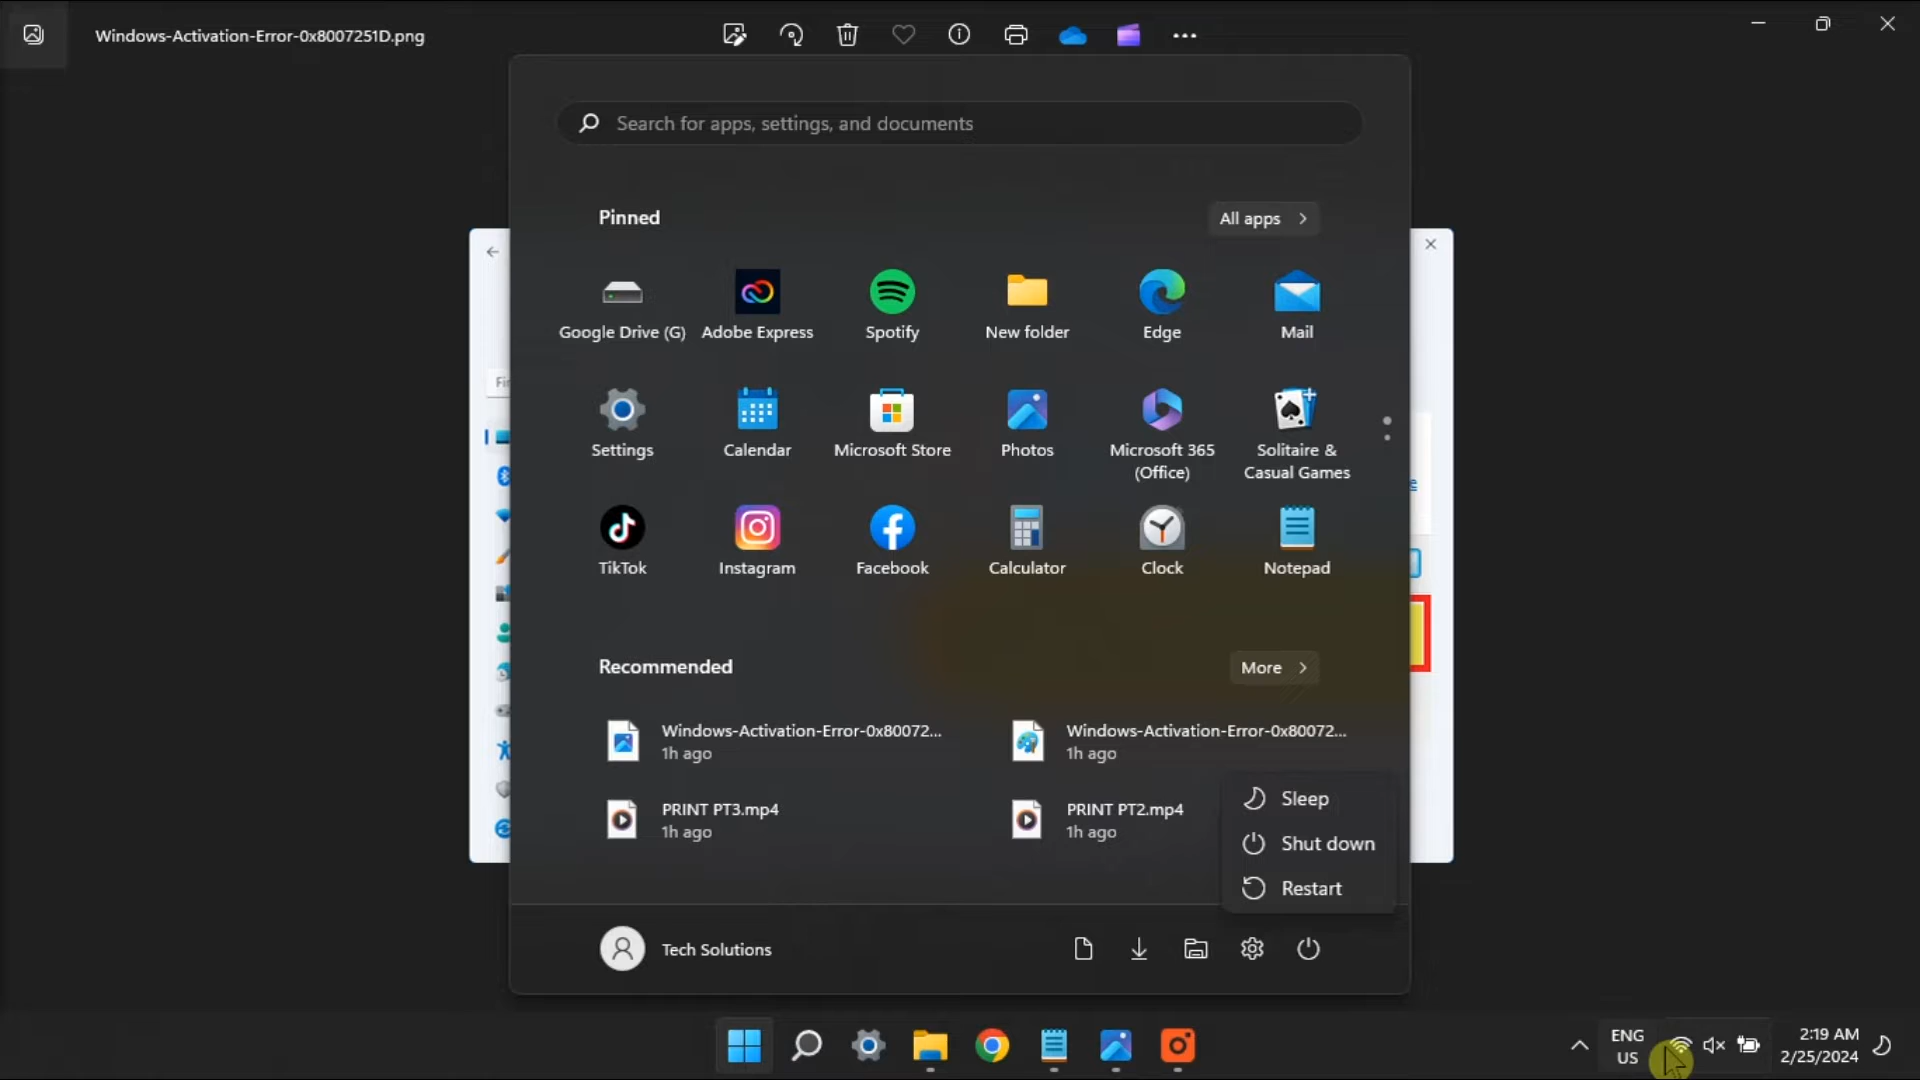 Windows-Activation-Error-0x8007251D.png
Search for apps, settings, and documents
Pinned
All apps
Google Drive (G)
Adobe Express
Spotify
New folder
Edge
Mail
Settings
Calendar
Microsoft Store
Photos
Microsoft 365
(Office)
Solitaire &
Casual Games
TikTok
Instagram
Facebook
Calculator
Clock
Notepad
Recommended
More
Windows-Activation-Error-0x80072...
1h ago
Windows-Activation-Error-0x80072...
1h ago
PRINT PT3.mp4
1h ago
PRINT PT2.mp4
1h ago
Sleep
Shut down
Restart
Tech Solutions
ENG
US
2:19 AM
2/25/2024